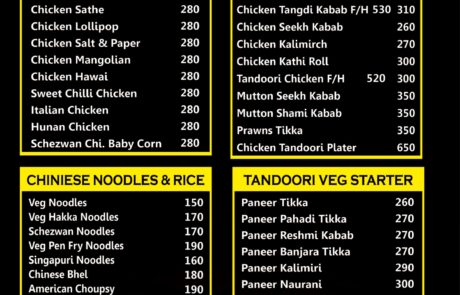 Chicken Sathe 280
Chicken Lollipop 280
Chicken Salt & Paper 280
Chicken Mangolian 280
Chicken Hawai 280
Sweet Chilli Chicken 280
Italian Chicken 280
Hunan Chicken 280
Schezwan Chi. Baby Corn 280
CHINIESE NOODLES & RICE
Veg Noodles 150
Veg Hakka Noodles 170
Schezwan Noodles 170
Veg Pen Fry Noodles 190
Singapuri Noodles 160
Chinese Bhel 180
American Choupsy 190
Chicken Tangdi Kabab F/H 530 310
Chicken Seekh Kabab 260
Chicken Kalimirch 270
Chicken Kathi Roll 300
Tandoori Chicken F/H 520 300
Mutton Seekh Kabab 350
Mutton Shami Kabab 350
Prawns Tikka 350
Chicken Tandoori Plater 650
TANDOORI VEG STARTER
Paneer Tikka 260
Paneer Pahadi Tikka 270
Paneer Reshmi Kabab 270
Paneer Banjara Tikka 270
Paneer Kalimiri 290
Paneer Naurani 300